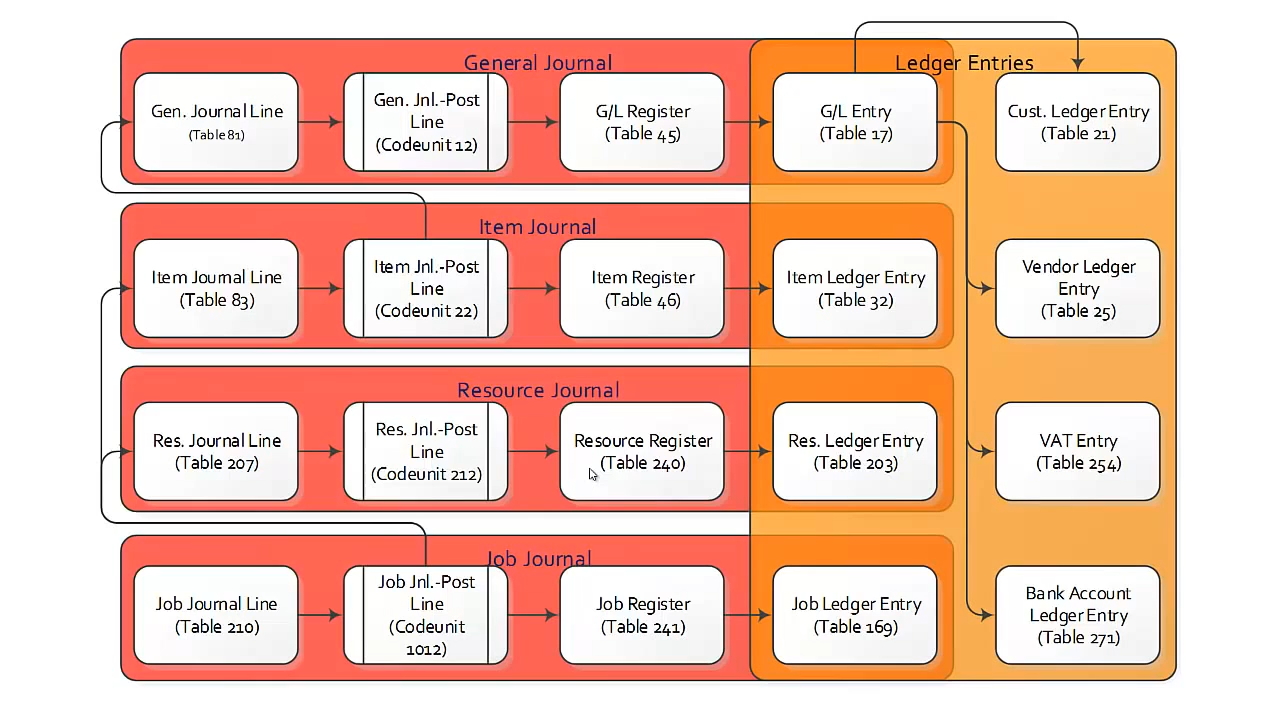 General Journal
Ledger Entries
Gen. Journal Line
(Table 81)
Gen. Jnl.-Post
Line
(Codeunit 12)
G/L Register
(Table 45)
G/L Entry
(Table 17)
Cust. Ledger Entry
(Table 21)
Item Journal
Item Journal Line
(Table 83)
Item Jnl.-Post
Line
(Codeunit 22)
Item Register
(Table 46)
Item Ledger Entry
(Table 32)
Vendor Ledger
Entry
(Table 25)
Resource Journal
Res. Journal Line
(Table 207)
Res. Jnl.-Post
Line
(Codeunit 212)
Resource Register
(Table 240)
Res. Ledger Entry
(Table 203)
VAT Entry
(Table 254)
Job Journal
Job Journal Line
(Table 210)
Job Jnl.-Post
Line
(Codeunit
1012)
Job Register
(Table 241)
Job Ledger Entry
(Table 169)
Bank Account
Ledger Entry
(Table 271)